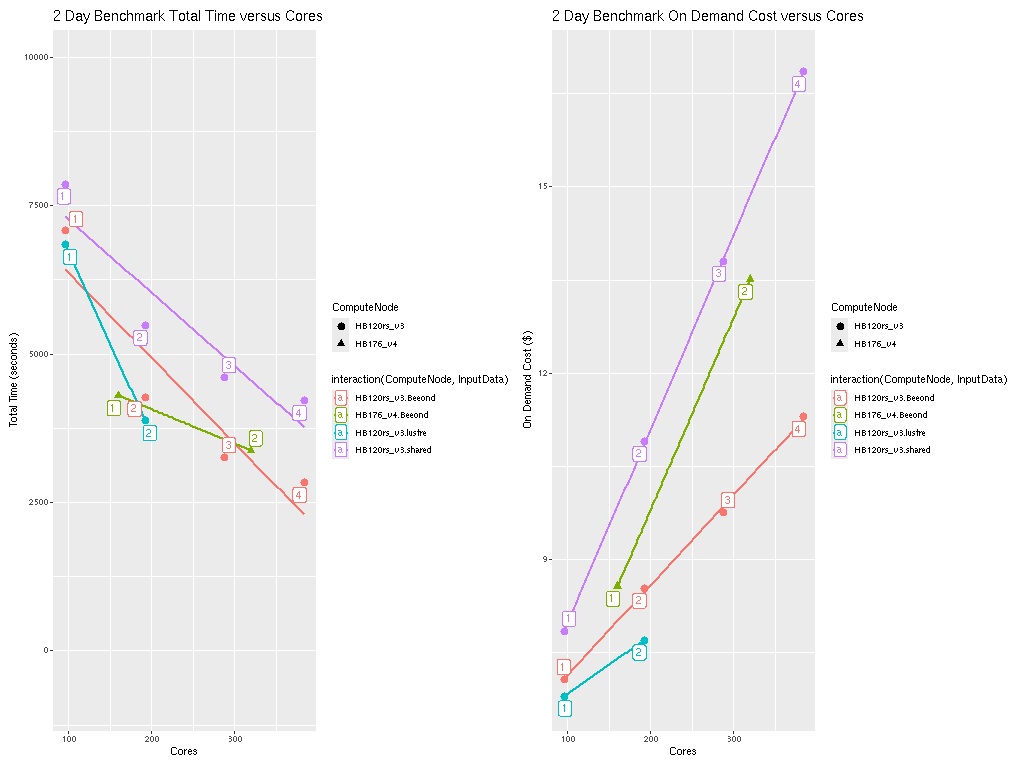 2 Day Benchmark Total Time versus Cores
Total Time (seconds)
10000
7500
5000
2500
0
1
1
1
2
2
2
1
3
3
2
4
4
100
200
300
Cores
ComputeNode
HB120rs_v3
HB176_v4
interaction(ComputeNode, InputData)
a HB120rs_v3.Beeond
a HB176_v4.Beeond
a HB120rs_v3.lustre
a HB120rs_v3.shared
2 Day Benchmark On Demand Cost versus Cores
On Demand Cost ($)
15
12
9
4
3
2
2
4
3
1
2
1
2
1
1
100
200
300
Cores
ComputeNode
HB120rs_v3
HB176_v4
interaction(ComputeNode, InputData)
a HB120rs_v3.Beeond
a HB176_v4.Beeond
a HB120rs_v3.lustre
a HB120rs_v3.shared